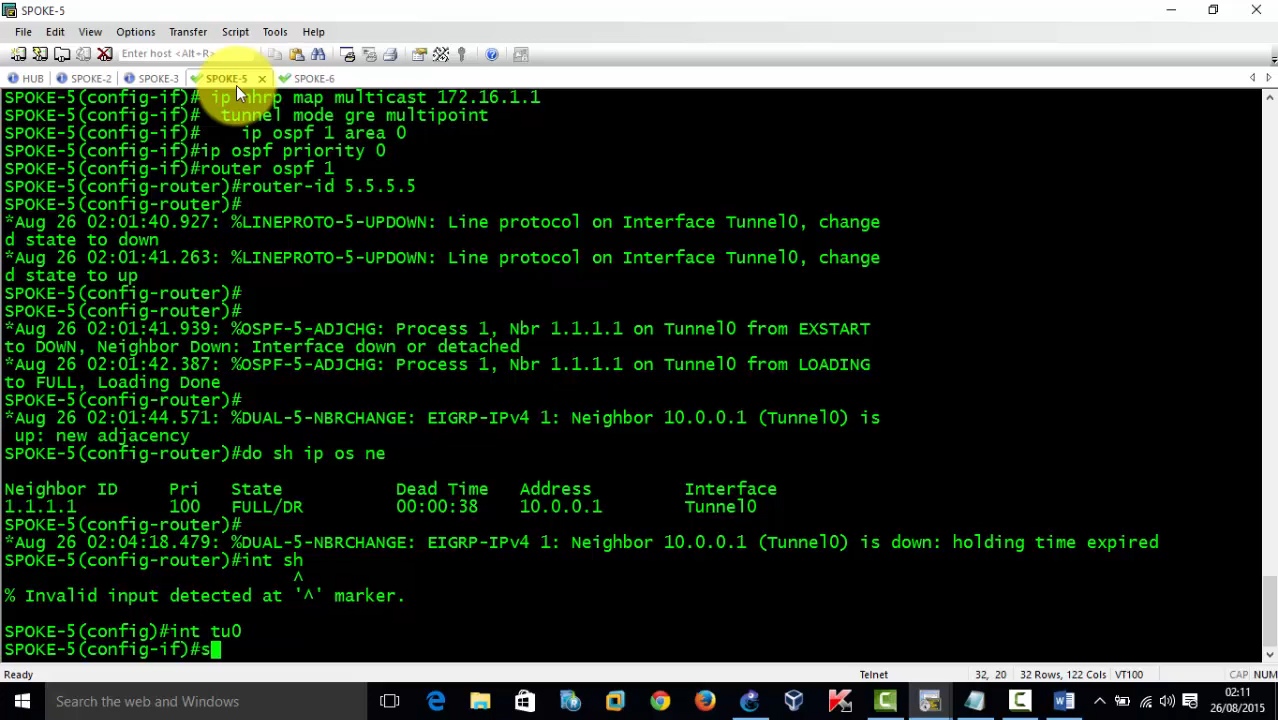 SPOKE-5
File Edit View Options Transfer Script Tools Help
Enter host <Alt+R>
HUB SPOKE-2 SPOKE-3 SPOKE-5 SPOKE-6
SPOKE-5(config-if)# ip nhrp map multicast 172.16.1.1
SPOKE-5(config-if)#  tunnel mode gre multipoint
SPOKE-5(config-if)#    ip ospf 1 area 0
SPOKE-5(config-if)#ip ospf priority 0
SPOKE-5(config-if)#router ospf 1
SPOKE-5(config-router)#router-id 5.5.5.5
SPOKE-5(config-router)#
*Aug 26 02:01:40.927: %LINEPROTO-5-UPDOWN: Line protocol on Interface Tunnel0, change
d state to down
*Aug 26 02:01:41.263: %LINEPROTO-5-UPDOWN: Line protocol on Interface Tunnel0, change
d state to up
SPOKE-5(config-router)#
SPOKE-5(config-router)#
*Aug 26 02:01:41.939: %OSPF-5-ADJCHG: Process 1, Nbr 1.1.1.1 on Tunnel0 from EXSTART
to DOWN, Neighbor Down: Interface down or detached
*Aug 26 02:01:42.387: %OSPF-5-ADJCHG: Process 1, Nbr 1.1.1.1 on Tunnel0 from LOADING
to FULL, Loading Done
SPOKE-5(config-router)#
*Aug 26 02:01:44.571: %DUAL-5-NBRCHANGE: EIGRP-IPv4 1: Neighbor 10.0.0.1 (Tunnel0) is
 up: new adjacency
SPOKE-5(config-router)#do sh ip os ne
Neighbor ID     Pri   State           Dead Time   Address         Interface
1.1.1.1         100   FULL/DR         00:00:38    10.0.0.1        Tunnel0
SPOKE-5(config-router)#
*Aug 26 02:04:18.479: %DUAL-5-NBRCHANGE: EIGRP-IPv4 1: Neighbor 10.0.0.1 (Tunnel0) is down: holding time expired
SPOKE-5(config-router)#int sh
^
% Invalid input detected at '^' marker.
SPOKE-5(config)#int tu0
SPOKE-5(config-if)#s
Ready Telnet 32, 20 32 Rows, 122 Cols VT100 CAP NUM
Search the web and Windows
02:11
26/08/2015